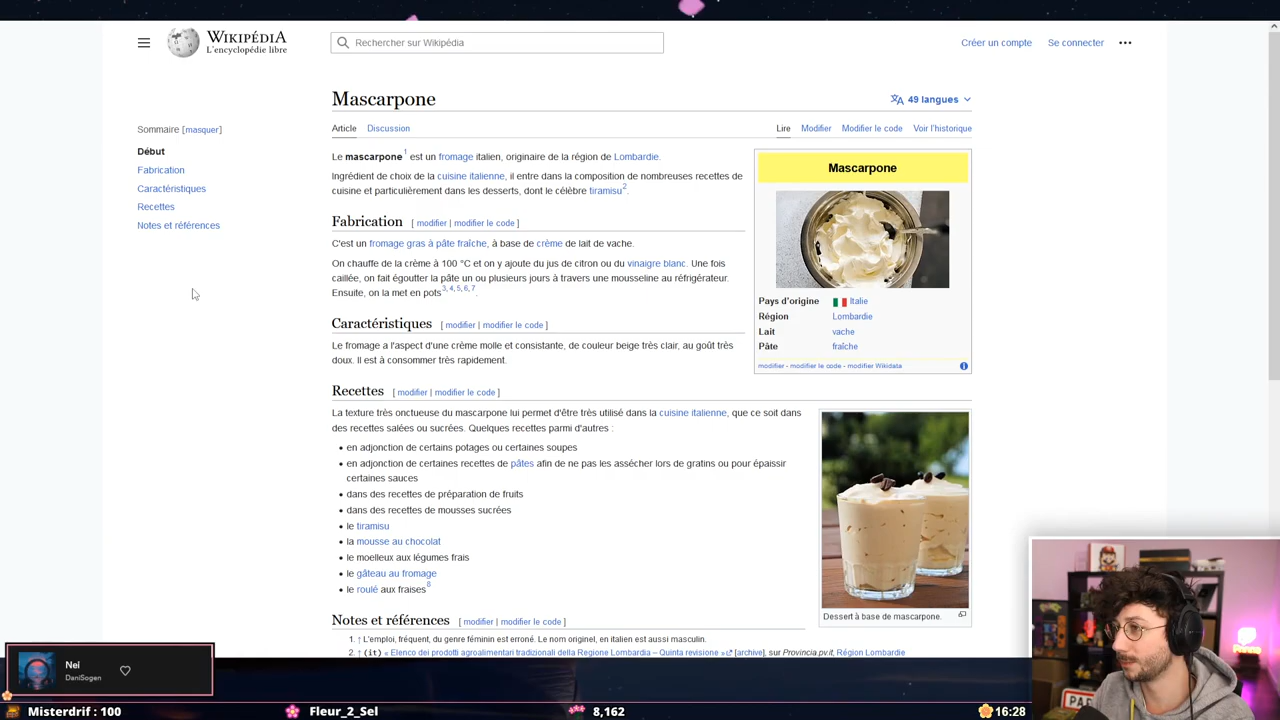 WIKIPÉDIA
L'encyclopédie libre
Rechercher sur Wikipédia
Créer un compte Se connecter
Mascarpone
49 langues
Article Discussion Lire Modifier Modifier le code Voir l'historique
Sommaire [masquer]
Début
Fabrication
Caractéristiques
Recettes
Notes et références
Le mascarpone1 est un fromage italien, originaire de la région de Lombardie.
Ingrédient de choix de la cuisine italienne, il entre dans la composition de nombreuses recettes de
cuisine et particulièrement dans les desserts, dont le célèbre tiramisu2.
Fabrication [ modifier | modifier le code ]
C'est un fromage gras à pâte fraîche, à base de crème de lait de vache.
On chauffe de la crème à 100 °C et on y ajoute du jus de citron ou du vinaigre blanc. Une fois
caillée, on fait égoutter la pâte un ou plusieurs jours à travers une mousseline au réfrigérateur.
Ensuite, on la met en pots3, 4, 5, 6, 7.
Mascarpone
Pays d'origine Italie
Région Lombardie
Lait vache
Pâte fraîche
modifier - modifier le code - modifier Wikidata
Caractéristiques [ modifier | modifier le code ]
Le fromage a l'aspect d'une crème molle et consistante, de couleur beige très clair, au goût très
doux. Il est à consommer très rapidement.
Recettes [ modifier | modifier le code ]
La texture très onctueuse du mascarpone lui permet d'être très utilisé dans la cuisine italienne, que ce soit dans
des recettes salées ou sucrées. Quelques recettes parmi d'autres :
• en adjonction de certains potages ou certaines soupes
• en adjonction de certaines recettes de pâtes afin de ne pas les assécher lors de gratins ou pour épaissir
certaines sauces
• dans des recettes de préparation de fruits
• dans des recettes de mousses sucrées
• le tiramisu
• la mousse au chocolat
• le moelleux aux légumes frais
• le gâteau au fromage
• le roulé aux fraises8
Dessert à base de mascarpone.
Notes et références [ modifier | modifier le code ]
1. ↑ L'emploi, fréquent, du genre féminin est erroné. Le nom originel, en italien est aussi masculin.
2. ↑ (it) « Elenco dei prodotti agroalimentari tradizionali della Regione Lombardia – Quinta revisione » [archive], sur Provincia.pv.it, Région Lombardie
Nei
DaniSogen
Misterdrif : 100 Fleur_2_Sel 8,162 16:28